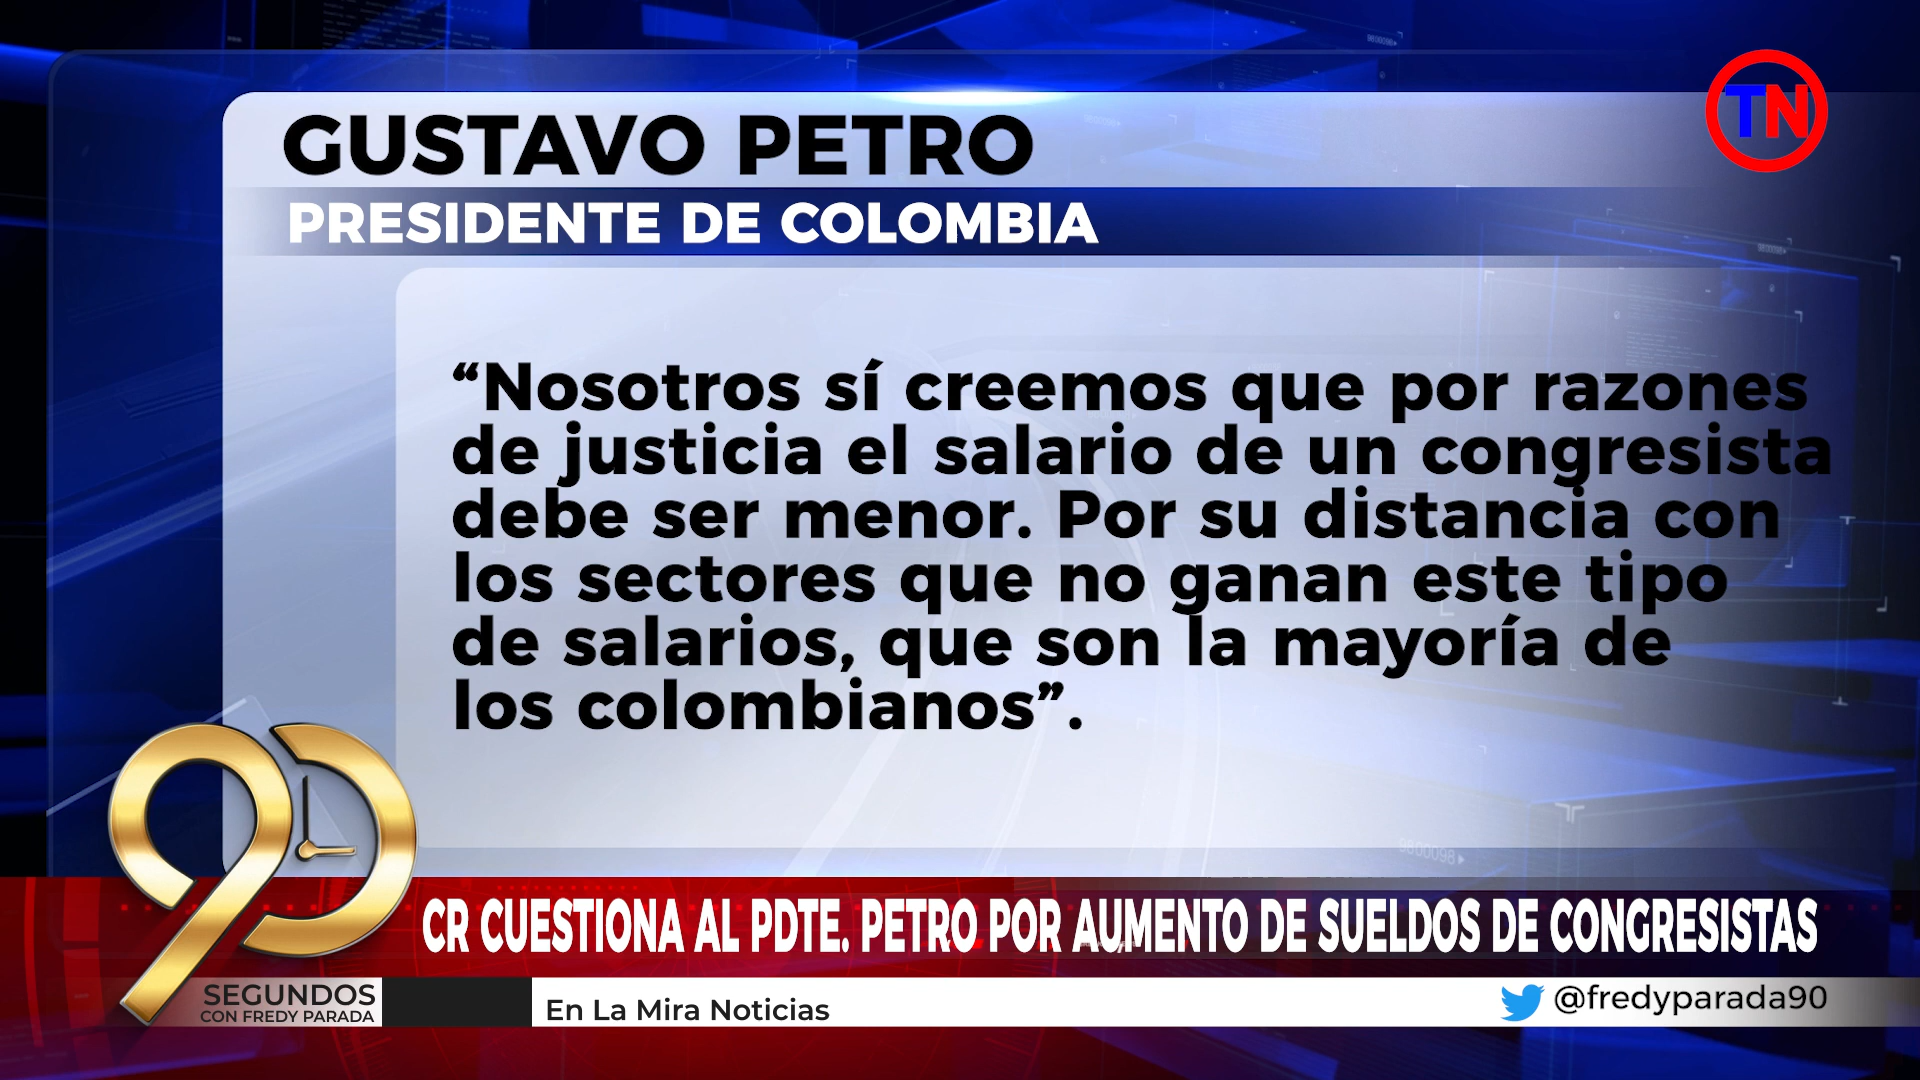 TN
GUSTAVO PETRO
PRESIDENTE DE COLOMBIA
“Nosotros sí creemos que por razones
de justicia el salario de un congresista
debe ser menor. Por su distancia con
los sectores que no ganan este tipo
de salarios, que son la mayoría de
los colombianos”.
90
CR CUESTIONA AL PDTE. PETRO POR AUMENTO DE SUELDOS DE CONGRESISTAS
SEGUNDOS
CON FREDY PARADA
En La Mira Noticias
@fredyparada90